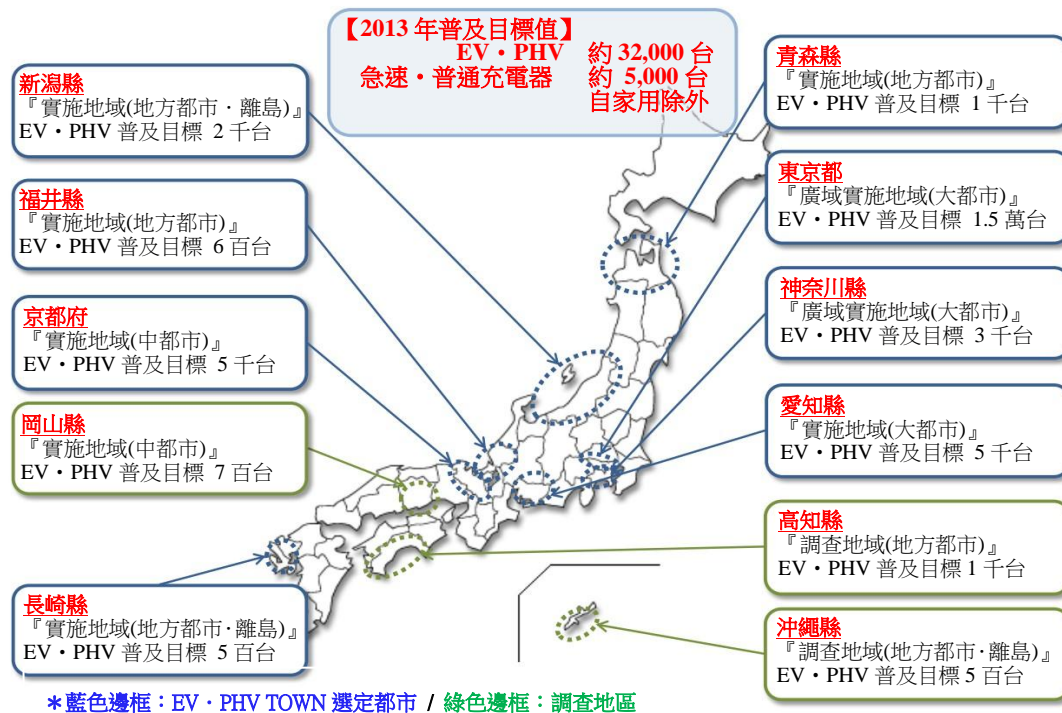 【2013 年普及目標值】
EV・PHV 約 32,000 台
急速・普通充電器 約 5,000 台
自家用除外
新潟縣
『實施地域(地方都市・離島)』
EV・PHV 普及目標 2 千台
福井縣
『實施地域(地方都市)』
EV・PHV 普及目標 6 百台
京都府
『實施地域(中都市)』
EV・PHV 普及目標 5 千台
岡山縣
『實施地域(中都市)』
EV・PHV 普及目標 7 百台
長崎縣
『實施地域(地方都市·離島)』
EV・PHV 普及目標 5 百台
青森縣
『實施地域(地方都市)』
EV・PHV 普及目標 1 千台
東京都
『廣域實施地域(大都市)』
EV・PHV 普及目標 1.5 萬台
神奈川縣
『廣域實施地域(大都市)』
EV・PHV 普及目標 3 千台
愛知縣
『實施地域(大都市)』
EV・PHV 普及目標 5 千台
高知縣
『調查地域(地方都市)』
EV・PHV 普及目標 1 千台
沖繩縣
『調查地域(地方都市·離島)』
EV・PHV 普及目標 5 百台
＊藍色邊框：EV・PHV TOWN 選定都市 / 綠色邊框：調查地區